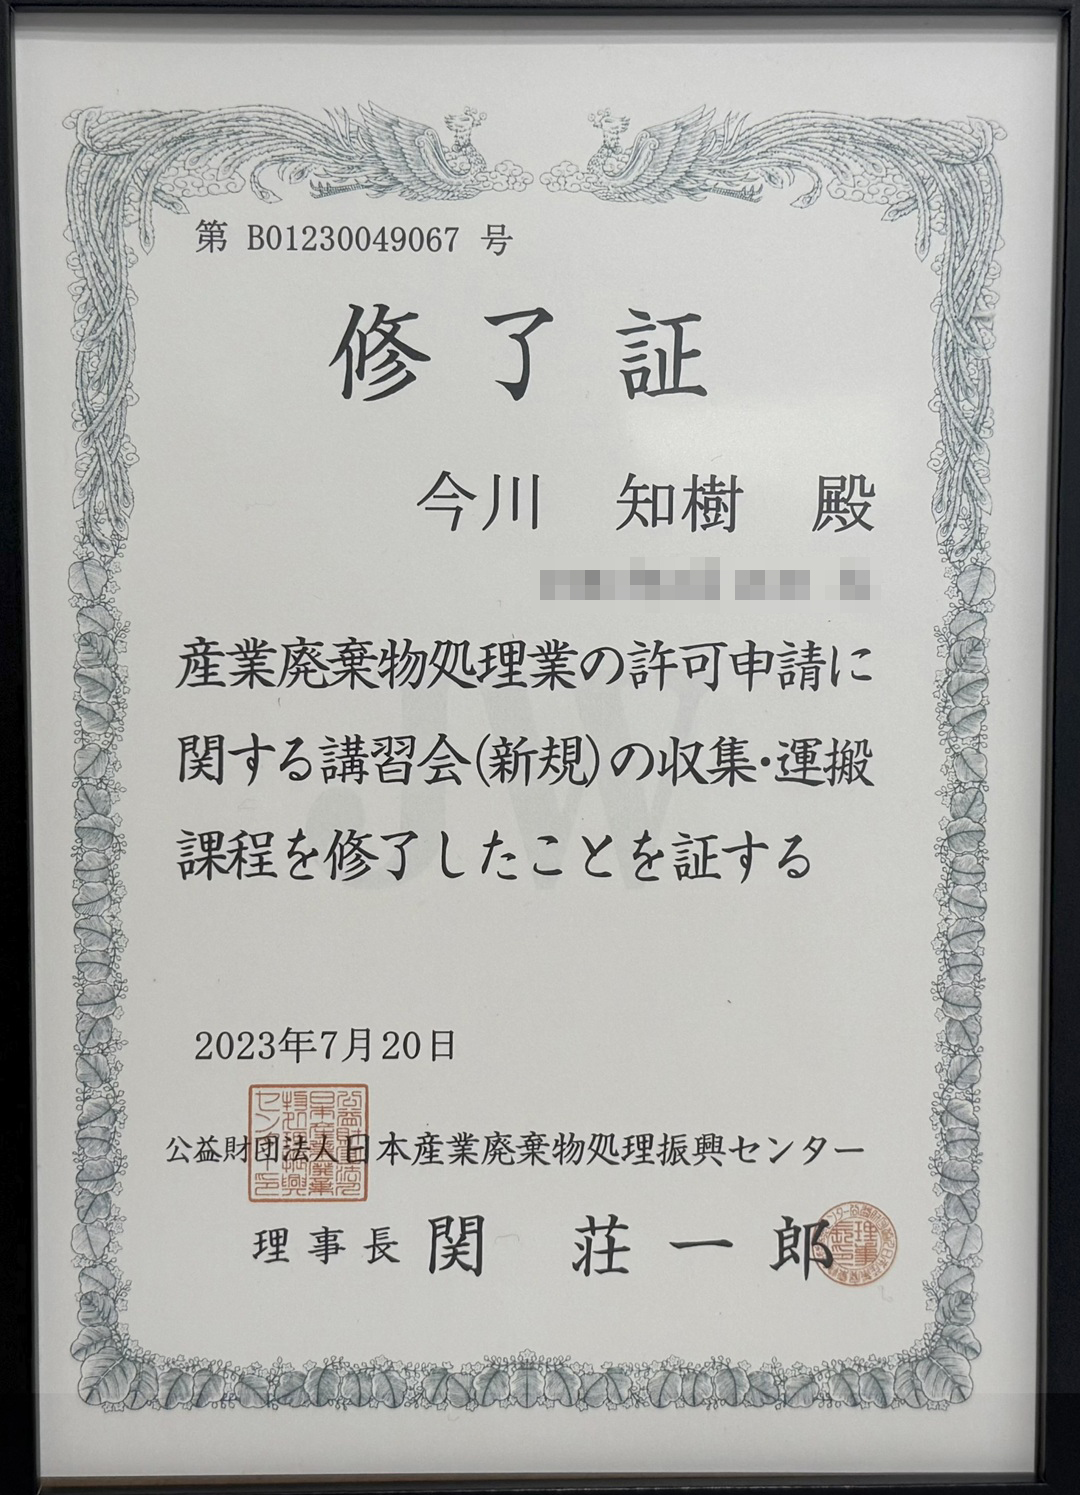 第 B01230049067 号
修了証
今川 知樹 殿
産業廃棄物処理業の許可申請に
関する講習会(新規)の収集・運搬
課程を修了したことを証する
JW
2023年7月20日
公益財団法人日本産業廃棄物処理振興センター
理事長 関 荘一郎